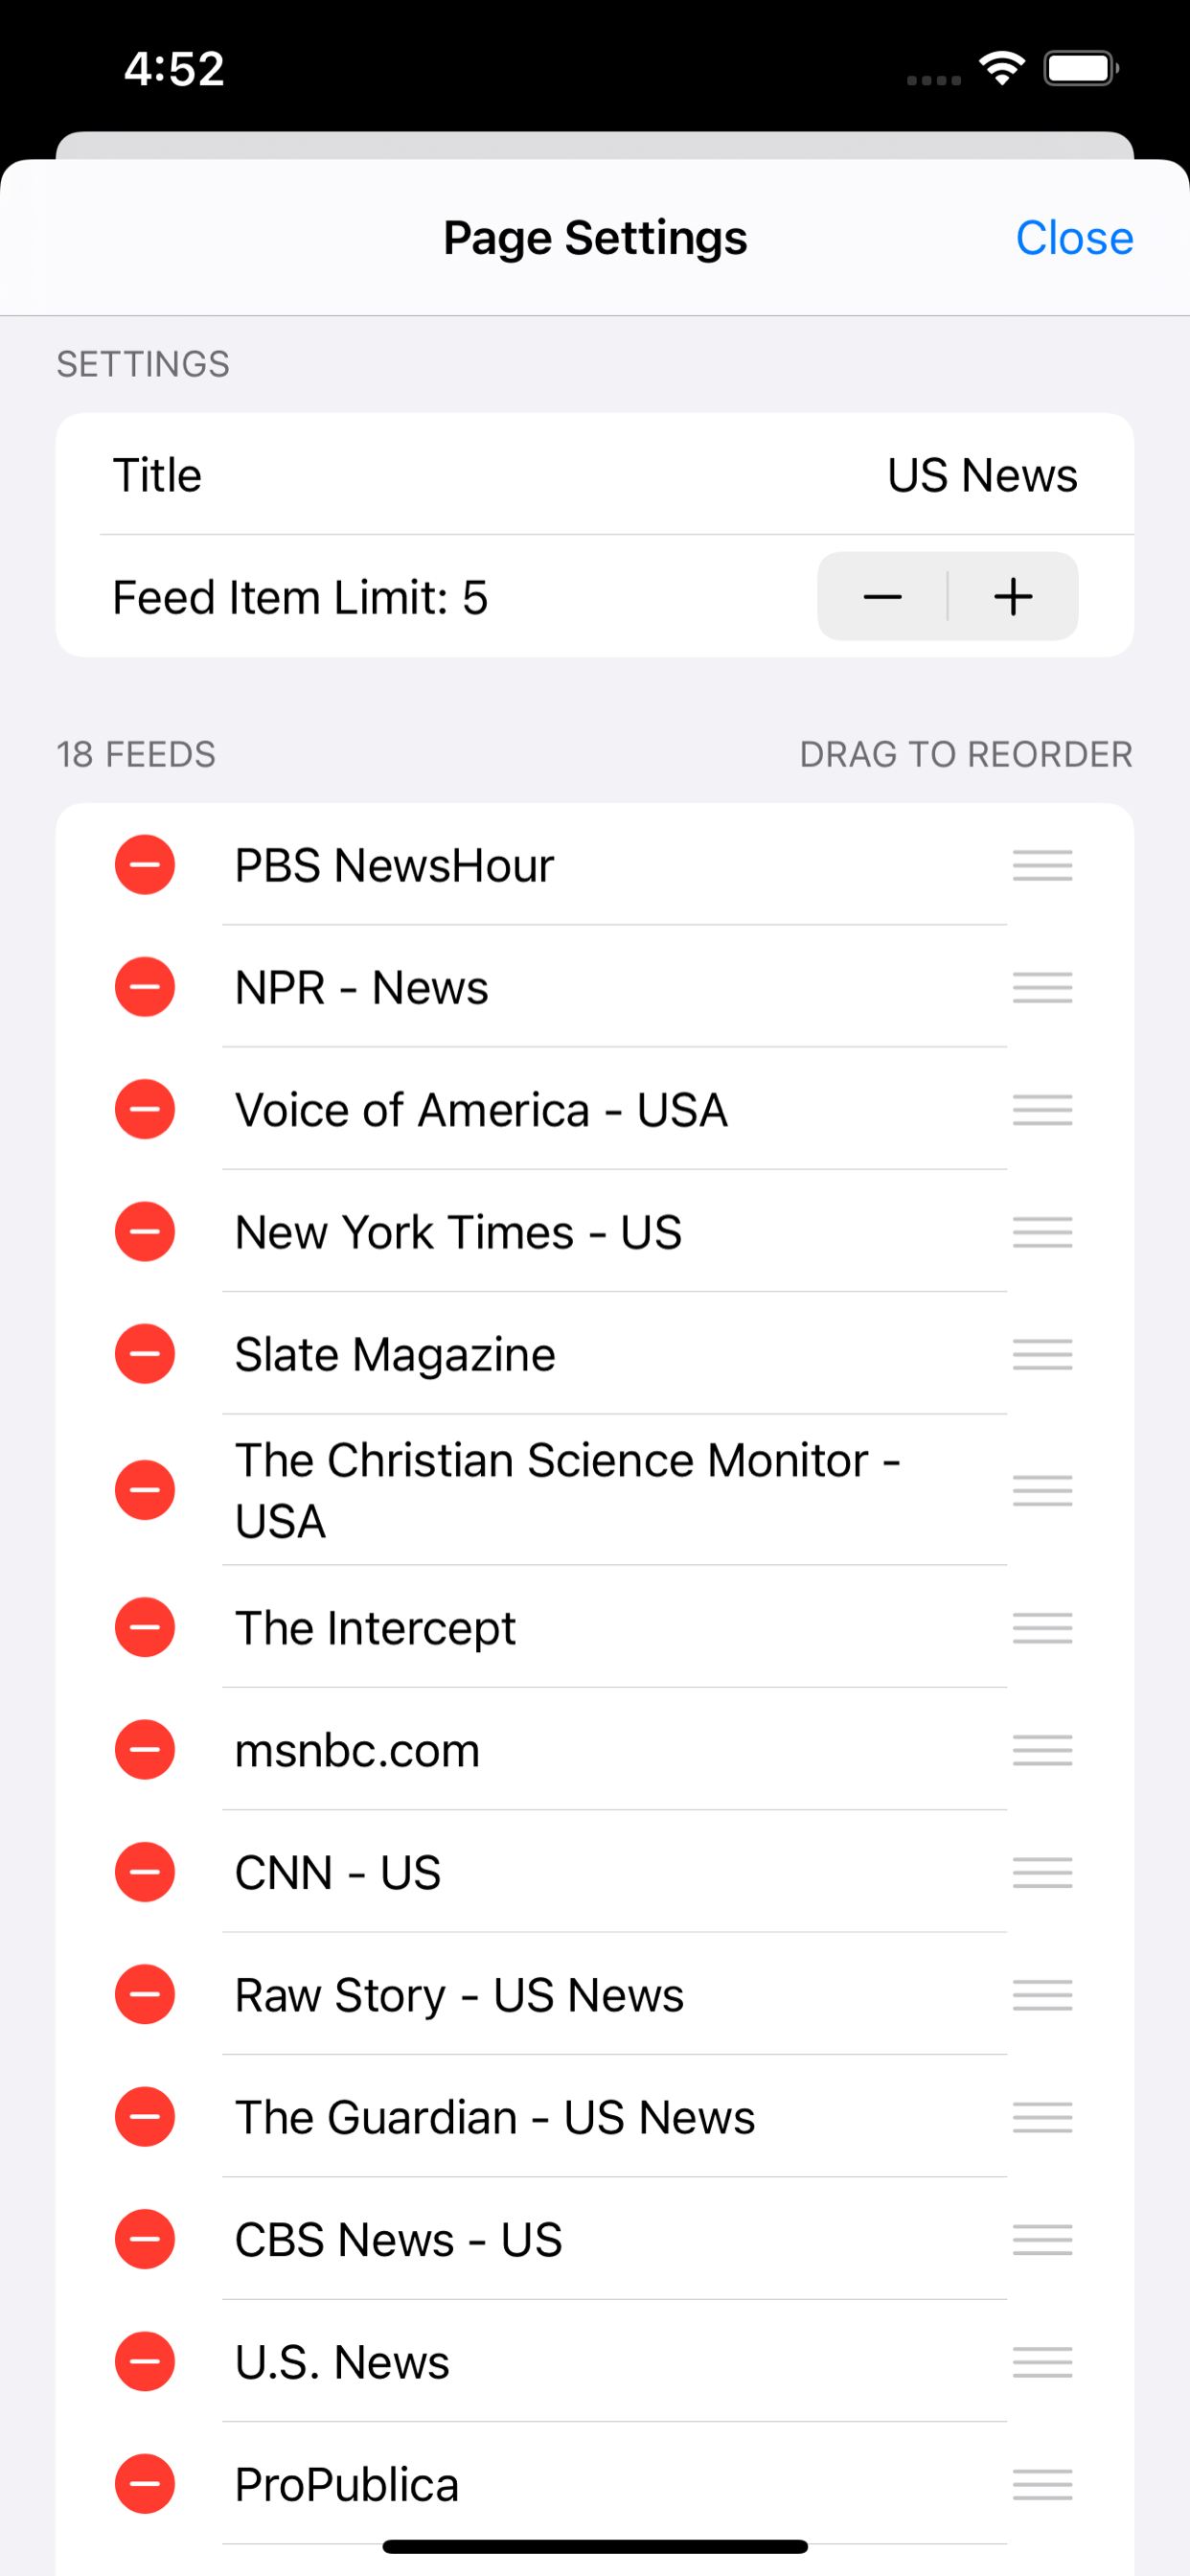 4:52
Page Settings
Close
SETTINGS
Title
US News
Feed Item Limit: 5
18 FEEDS
DRAG TO REORDER
PBS NewsHour
NPR - News
Voice of America - USA
New York Times - US
Slate Magazine
The Christian Science Monitor -
USA
The Intercept
msnbc.com
CNN - US
Raw Story - US News
The Guardian - US News
CBS News - US
U.S. News
ProPublica